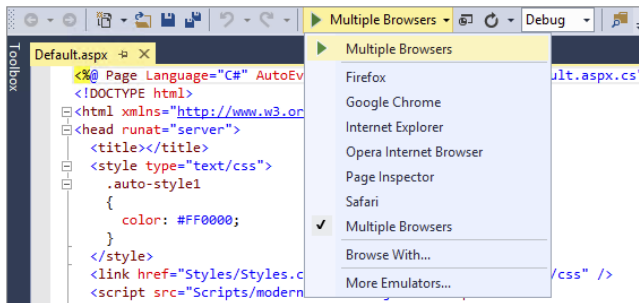 Multiple Browsers
Debug
Toolbox
Default.aspx
Multiple Browsers
Firefox
Google Chrome
Internet Explorer
Opera Internet Browser
Page Inspector
Safari
Multiple Browsers
Browse With...
More Emulators...
<%@ Page Language="C#" AutoEv ult.aspx.cs"
<!DOCTYPE html>
<html xmlns="http://www.w3.or
<head runat="server">
<title></title>
<style type="text/css">
.auto-style1
{
color: #FF0000;
}
</style>
<link href="Styles/Styles.c /css" />
<script src="Scripts/modern